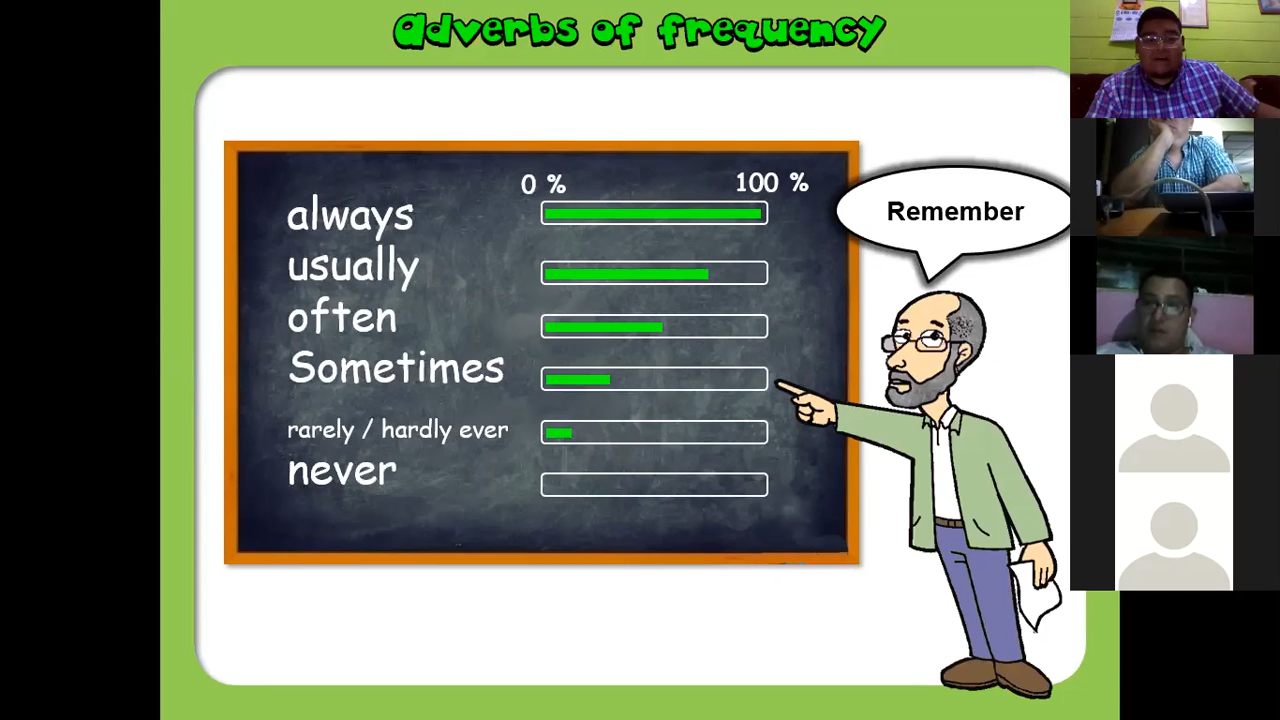 Adverbs of frequency
0 % 100 %
always
usually
often
Sometimes
rarely / hardly ever
never
Remember